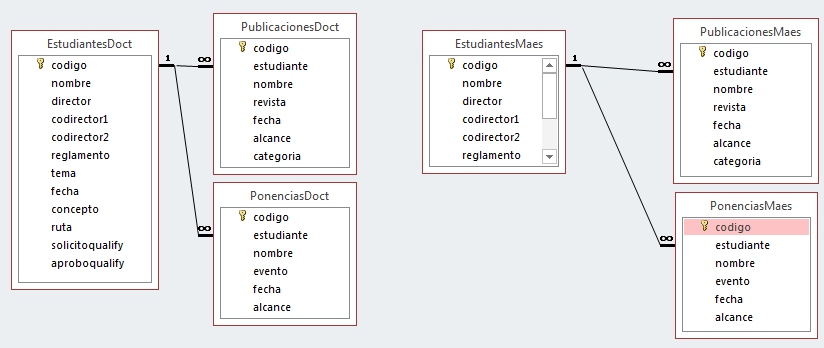 EstudiantesDoct
codigo
nombre
director
codirector1
codirector2
reglamento
tema
fecha
concepto
ruta
solicitoqualify
aproboqualify
1
∞
∞
PublicacionesDoct
codigo
estudiante
nombre
revista
fecha
alcance
categoria
PonenciasDoct
codigo
estudiante
nombre
evento
fecha
alcance
EstudiantesMaes
codigo
nombre
director
codirector1
codirector2
reglamento
1
∞
∞
PublicacionesMaes
codigo
estudiante
nombre
revista
fecha
alcance
categoria
PonenciasMaes
codigo
estudiante
nombre
evento
fecha
alcance